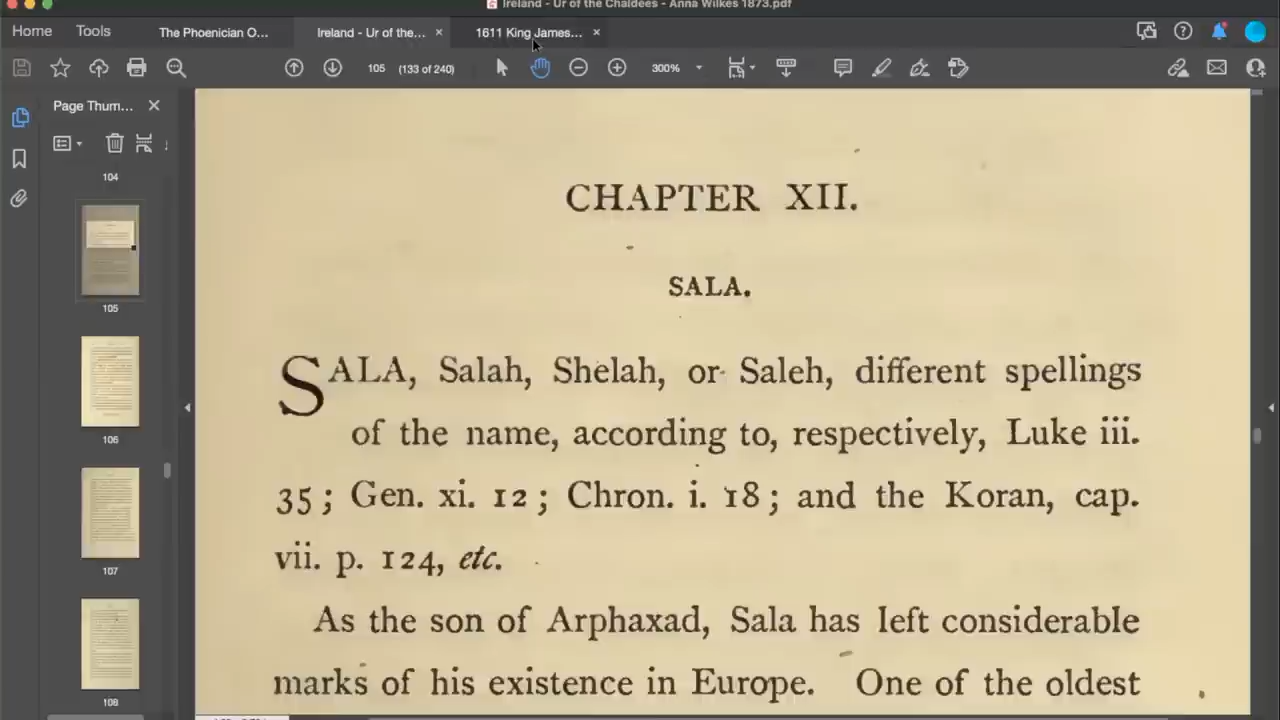 Ireland - Ur of the Chaldees - Anna Wilkes 1873.pdf
Home Tools The Phoenician O... Ireland - Ur of the... × 1611 King James... ×
105 (133 of 240) 300%
Page Thum... ×
104
105
106
107
108
CHAPTER XII.
SALA.
SALA, Salah, Shelah, or Saleh, different spellings
of the name, according to, respectively, Luke iii.
35; Gen. xi. 12; Chron. i. 18; and the Koran, cap.
vii. p. 124, etc.
As the son of Arphaxad, Sala has left considerable
marks of his existence in Europe. One of the oldest